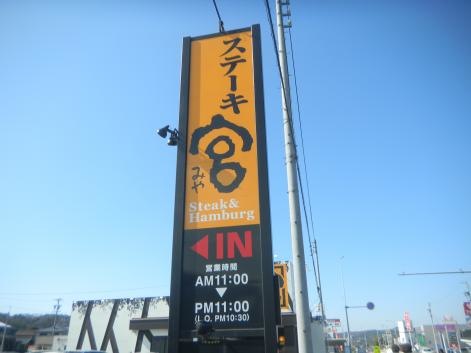 ステーキ
宮
みや
Steak&
Hamburg
◀IN
営業時間
AM11:00
▼
PM11:00
(L.O.PM10:30)